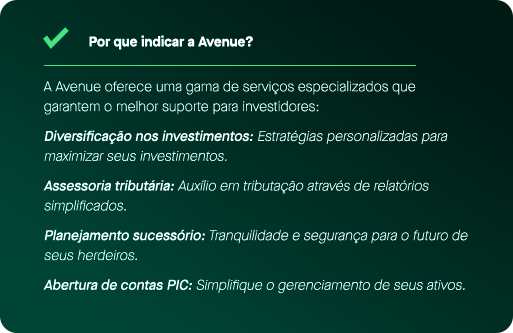 Por que indicar a Avenue?
A Avenue oferece uma gama de serviços especializados que
garantem o melhor suporte para investidores:
Diversificação nos investimentos: Estratégias personalizadas para
maximizar seus investimentos.
Assessoria tributária: Auxílio em tributação através de relatórios
simplificados.
Planejamento sucessório: Tranquilidade e segurança para o futuro de
seus herdeiros.
Abertura de contas PIC: Simplifique o gerenciamento de seus ativos.